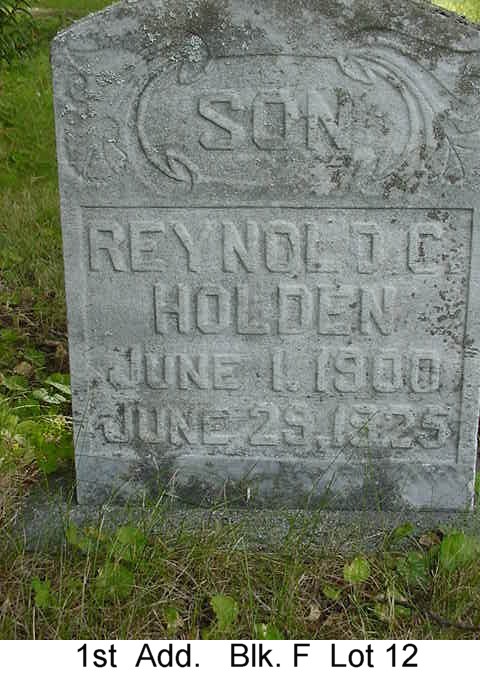 SON
REYNOLD C.
HOLDEN
JUNE 1. 1900
JUNE 29, 1925
1st Add. Blk. F Lot 12